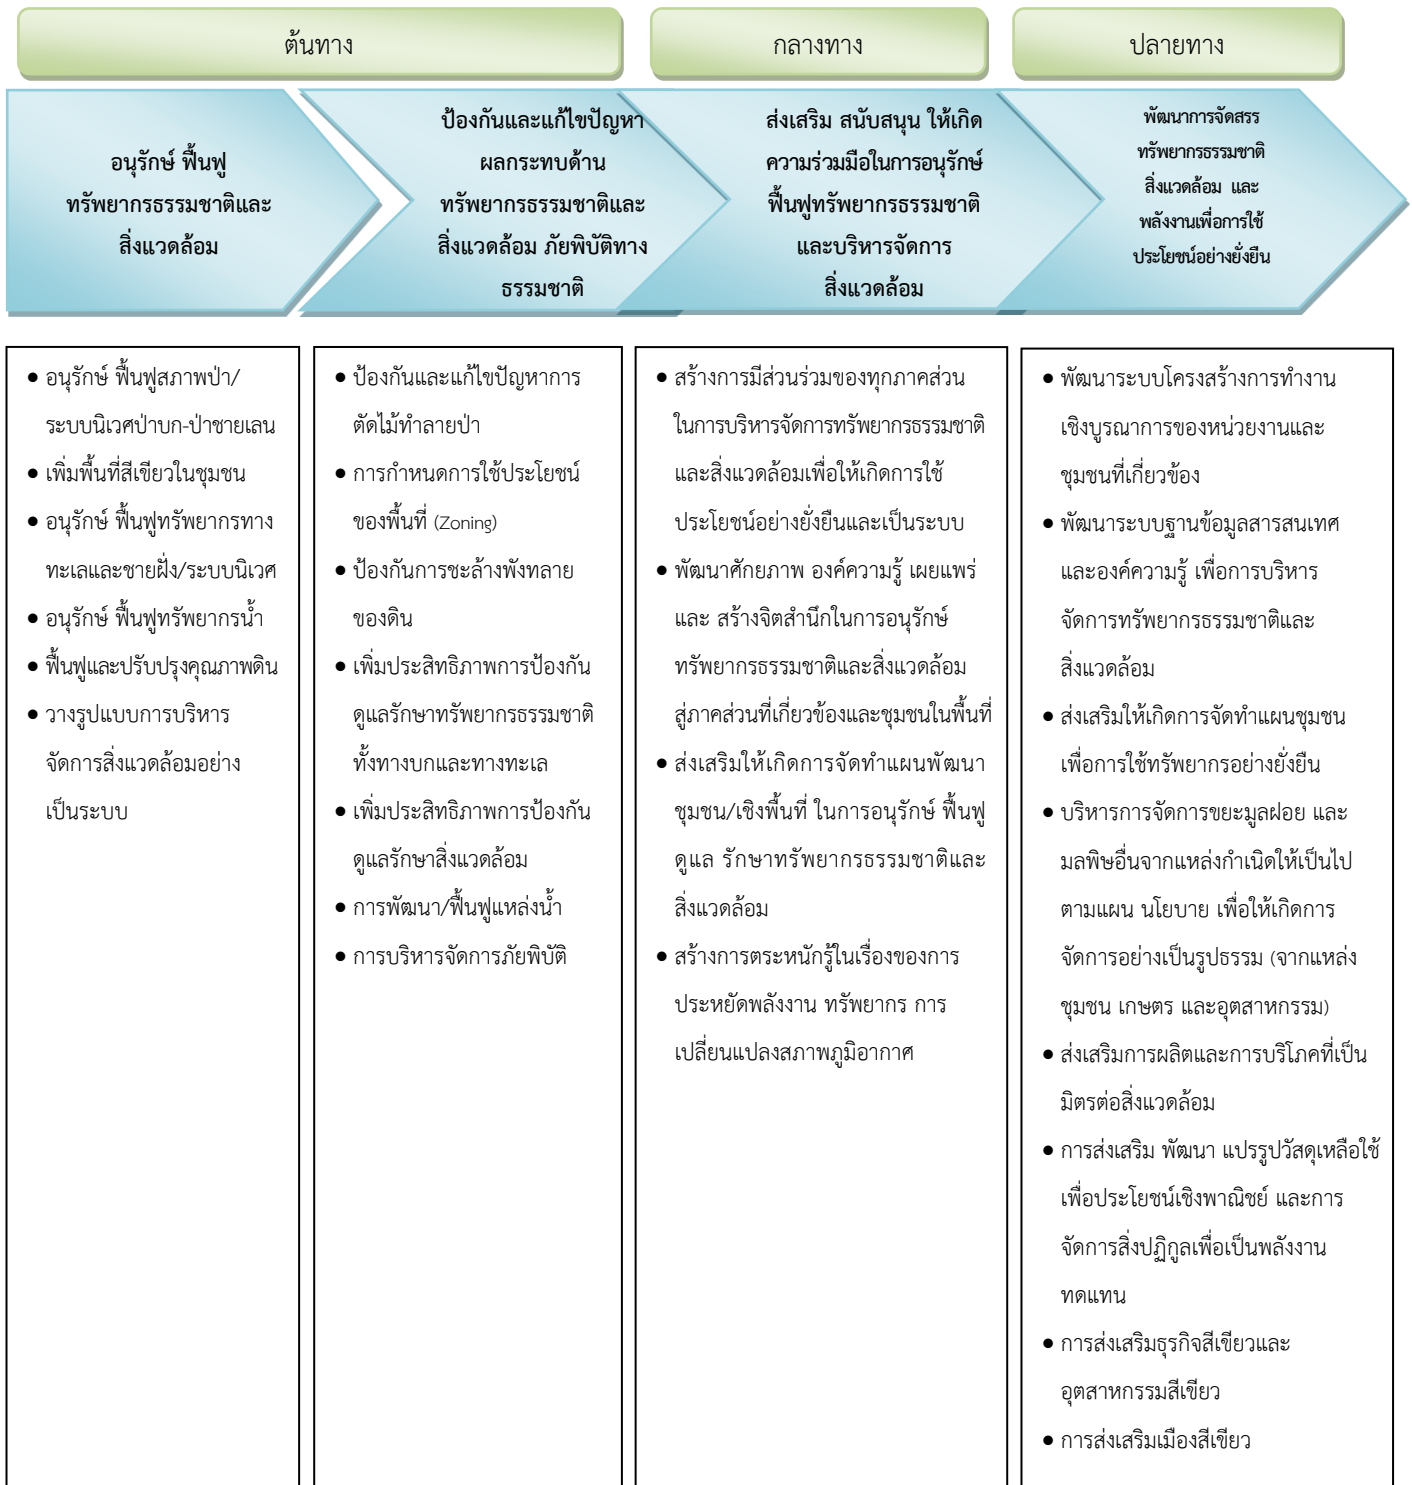 ต้นทาง
กลางทาง
ปลายทาง
อนุรักษ์ ฟื้นฟู
ทรัพยากรธรรมชาติและ
สิ่งแวดล้อม
ป้องกันและแก้ไขปัญหา
ผลกระทบด้าน
ทรัพยากรธรรมชาติและ
สิ่งแวดล้อม ภัยพิบัติทาง
ธรรมชาติ
ส่งเสริม สนับสนุน ให้เกิด
ความร่วมมือในการอนุรักษ์
ฟื้นฟูทรัพยากรธรรมชาติ
และบริหารจัดการ
สิ่งแวดล้อม
พัฒนาการจัดสรร
ทรัพยากรธรรมชาติ
สิ่งแวดล้อม และ
พลังงานเพื่อการใช้
ประโยชน์อย่างยั่งยืน
• อนุรักษ์ ฟื้นฟูสภาพป่า/
ระบบนิเวศป่าบก-ป่าชายเลน
• เพิ่มพื้นที่สีเขียวในชุมชน
• อนุรักษ์ ฟื้นฟูทรัพยากรทาง
ทะเลและชายฝั่ง/ระบบนิเวศ
• อนุรักษ์ ฟื้นฟูทรัพยากรน้ำ
• ฟื้นฟูและปรับปรุงคุณภาพดิน
• วางรูปแบบการบริหาร
จัดการสิ่งแวดล้อมอย่าง
เป็นระบบ
• ป้องกันและแก้ไขปัญหาการ
ตัดไม้ทำลายป่า
• การกำหนดการใช้ประโยชน์
ของพื้นที่ (Zoning)
• ป้องกันการชะล้างพังทลาย
ของดิน
• เพิ่มประสิทธิภาพการป้องกัน
ดูแลรักษาทรัพยากรธรรมชาติ
ทั้งทางบกและทางทะเล
• เพิ่มประสิทธิภาพการป้องกัน
ดูแลรักษาสิ่งแวดล้อม
• การพัฒนา/ฟื้นฟูแหล่งน้ำ
• การบริหารจัดการภัยพิบัติ
• สร้างการมีส่วนร่วมของทุกภาคส่วน
ในการบริหารจัดการทรัพยากรธรรมชาติ
และสิ่งแวดล้อมเพื่อให้เกิดการใช้
ประโยชน์อย่างยั่งยืนและเป็นระบบ
• พัฒนาศักยภาพ องค์ความรู้ เผยแพร่
และ สร้างจิตสำนึกในการอนุรักษ์
ทรัพยากรธรรมชาติและสิ่งแวดล้อม
สู่ภาคส่วนที่เกี่ยวข้องและชุมชนในพื้นที่
• ส่งเสริมให้เกิดการจัดทำแผนพัฒนา
ชุมชน/เชิงพื้นที่ ในการอนุรักษ์ ฟื้นฟู
ดูแล รักษาทรัพยากรธรรมชาติและ
สิ่งแวดล้อม
• สร้างการตระหนักรู้ในเรื่องของการ
ประหยัดพลังงาน ทรัพยากร การ
เปลี่ยนแปลงสภาพภูมิอากาศ
• พัฒนาระบบโครงสร้างการทำงาน
เชิงบูรณาการของหน่วยงานและ
ชุมชนที่เกี่ยวข้อง
• พัฒนาระบบฐานข้อมูลสารสนเทศ
และองค์ความรู้ เพื่อการบริหาร
จัดการทรัพยากรธรรมชาติและ
สิ่งแวดล้อม
• ส่งเสริมให้เกิดการจัดทำแผนชุมชน
เพื่อการใช้ทรัพยากรอย่างยั่งยืน
• บริหารการจัดการขยะมูลฝอย และ
มลพิษอื่นจากแหล่งกำเนิดให้เป็นไป
ตามแผน นโยบาย เพื่อให้เกิดการ
จัดการอย่างเป็นรูปธรรม (จากแหล่ง
ชุมชน เกษตร และอุตสาหกรรม)
• ส่งเสริมการผลิตและการบริโภคที่เป็น
มิตรต่อสิ่งแวดล้อม
• การส่งเสริม พัฒนา แปรรูปวัสดุเหลือใช้
เพื่อประโยชน์เชิงพาณิชย์ และการ
จัดการสิ่งปฏิกูลเพื่อเป็นพลังงาน
ทดแทน
• การส่งเสริมธุรกิจสีเขียวและ
อุตสาหกรรมสีเขียว
• การส่งเสริมเมืองสีเขียว